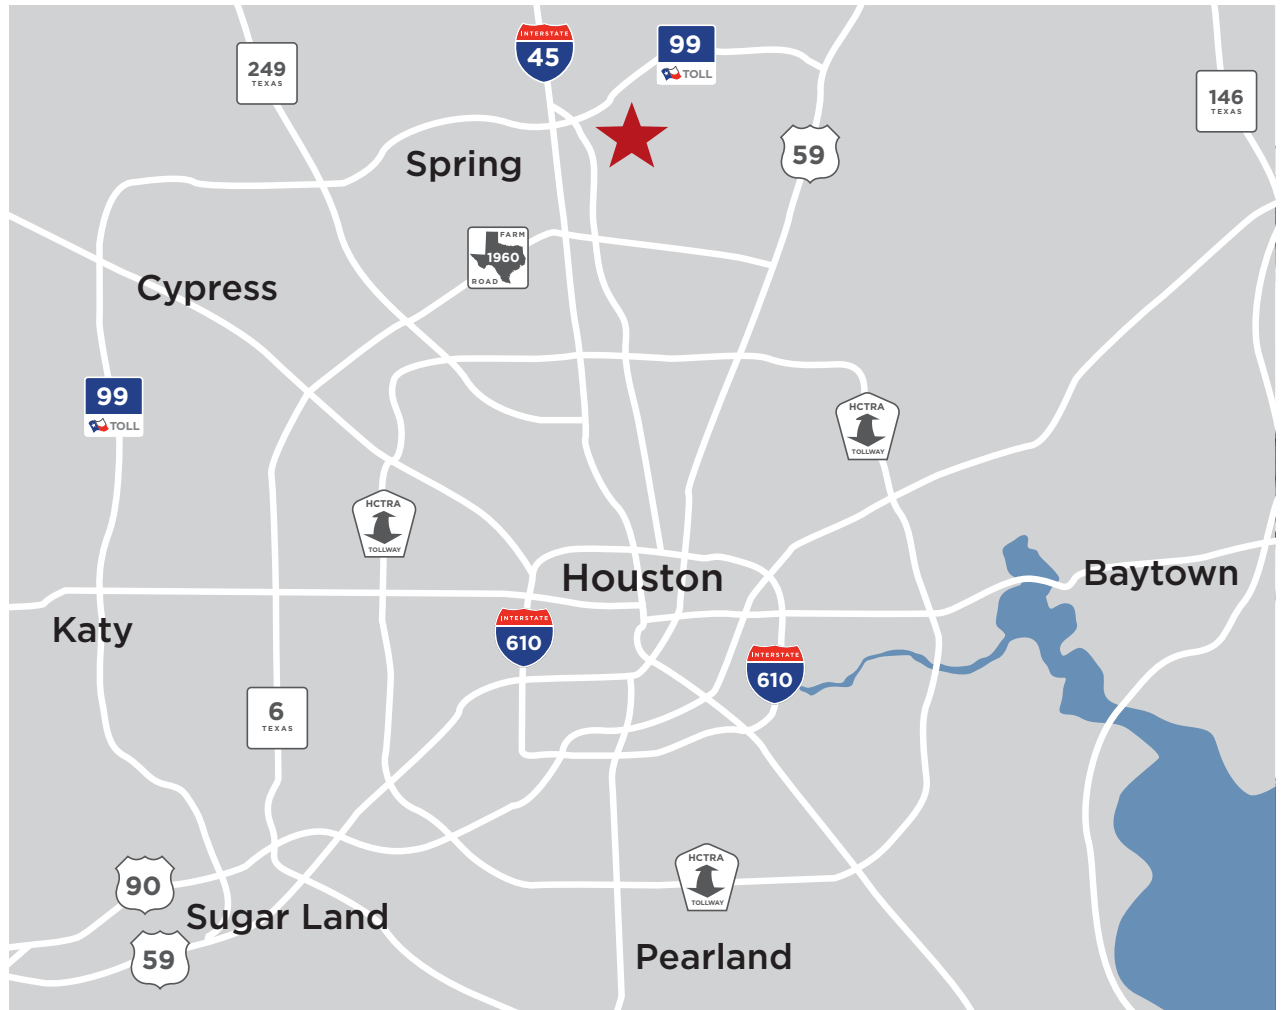 INTERSTATE
45
99
TOLL
249
TEXAS
146
TEXAS
59
Spring
FARM
1960
ROAD
Cypress
99
TOLL
HCTRA
TOLLWAY
HCTRA
TOLLWAY
Houston
Baytown
INTERSTATE
610
Katy
INTERSTATE
610
6
TEXAS
HCTRA
TOLLWAY
90
Sugar Land
59
Pearland